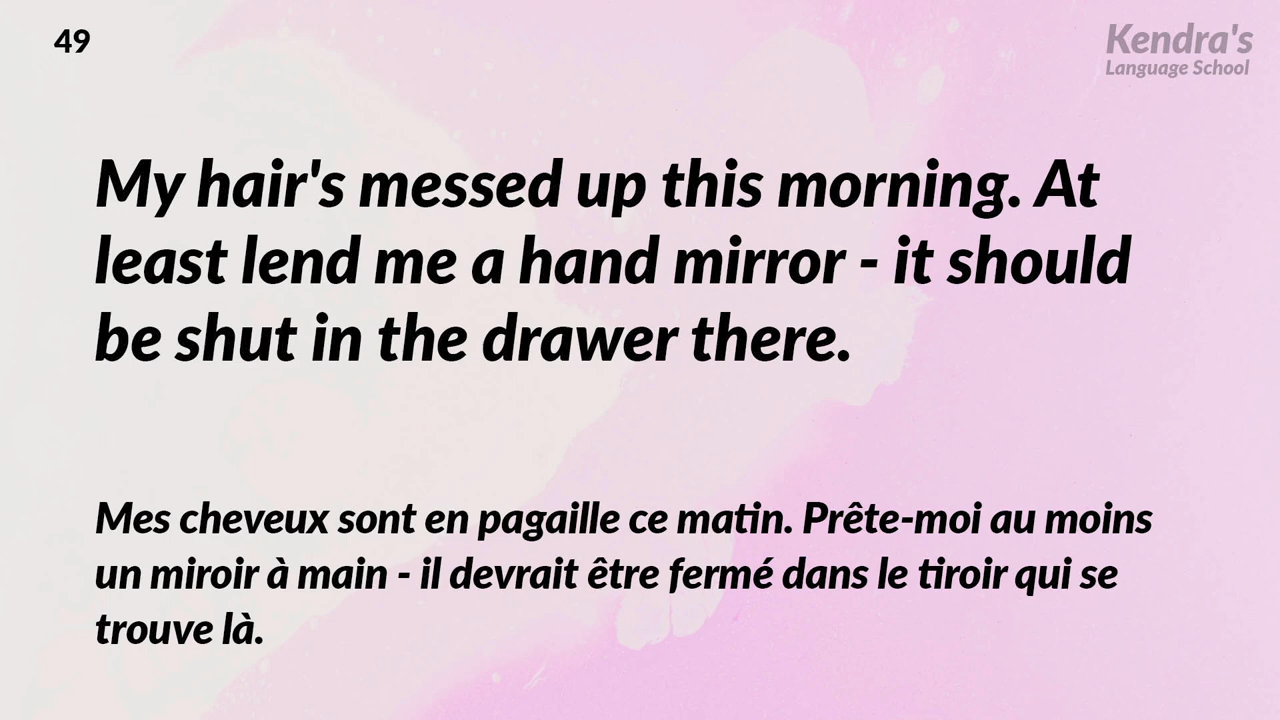 49
Kendra's
Language School
My hair's messed up this morning. At
least lend me a hand mirror - it should
be shut in the drawer there.
Mes cheveux sont en pagaille ce matin. Prête-moi au moins
un miroir à main - il devrait être fermé dans le tiroir qui se
trouve là.